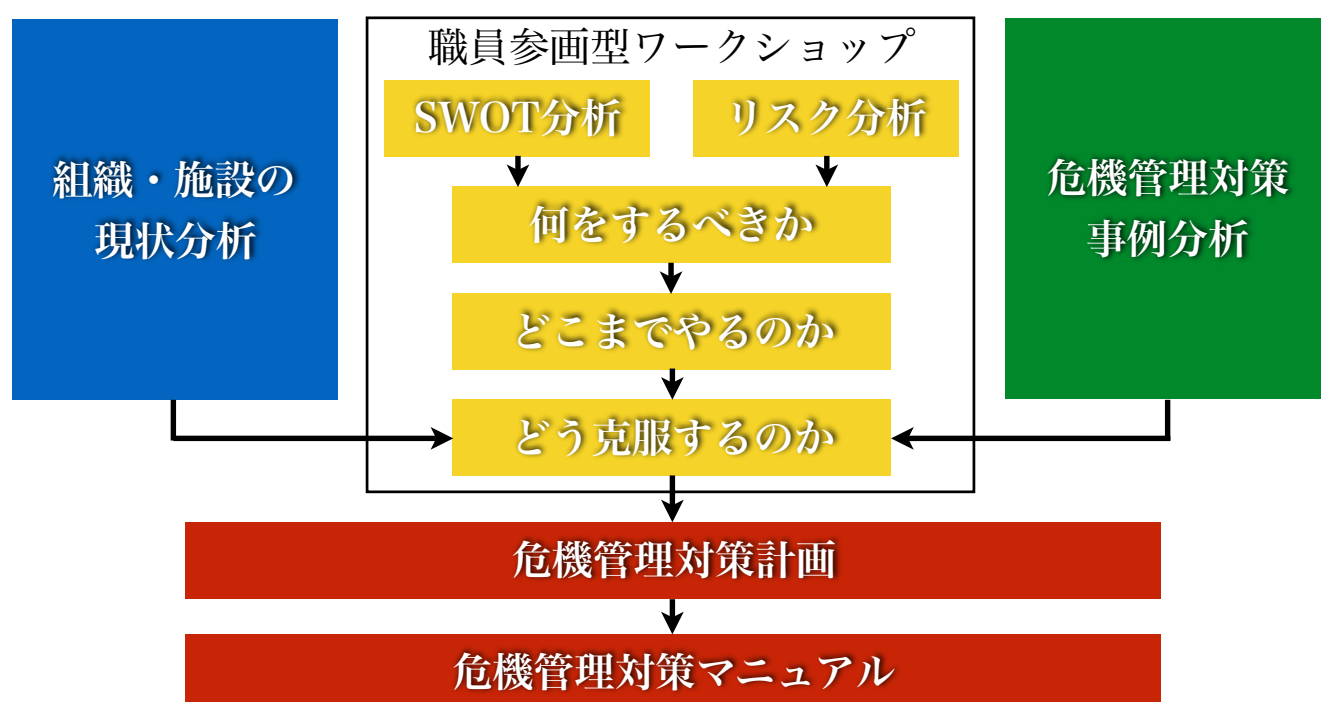 組織・施設の
現状分析
職員参画型ワークショップ
SWOT分析
リスク分析
何をするべきか
どこまでやるのか
どう克服するのか
危機管理対策
事例分析
危機管理対策計画
危機管理対策マニュアル